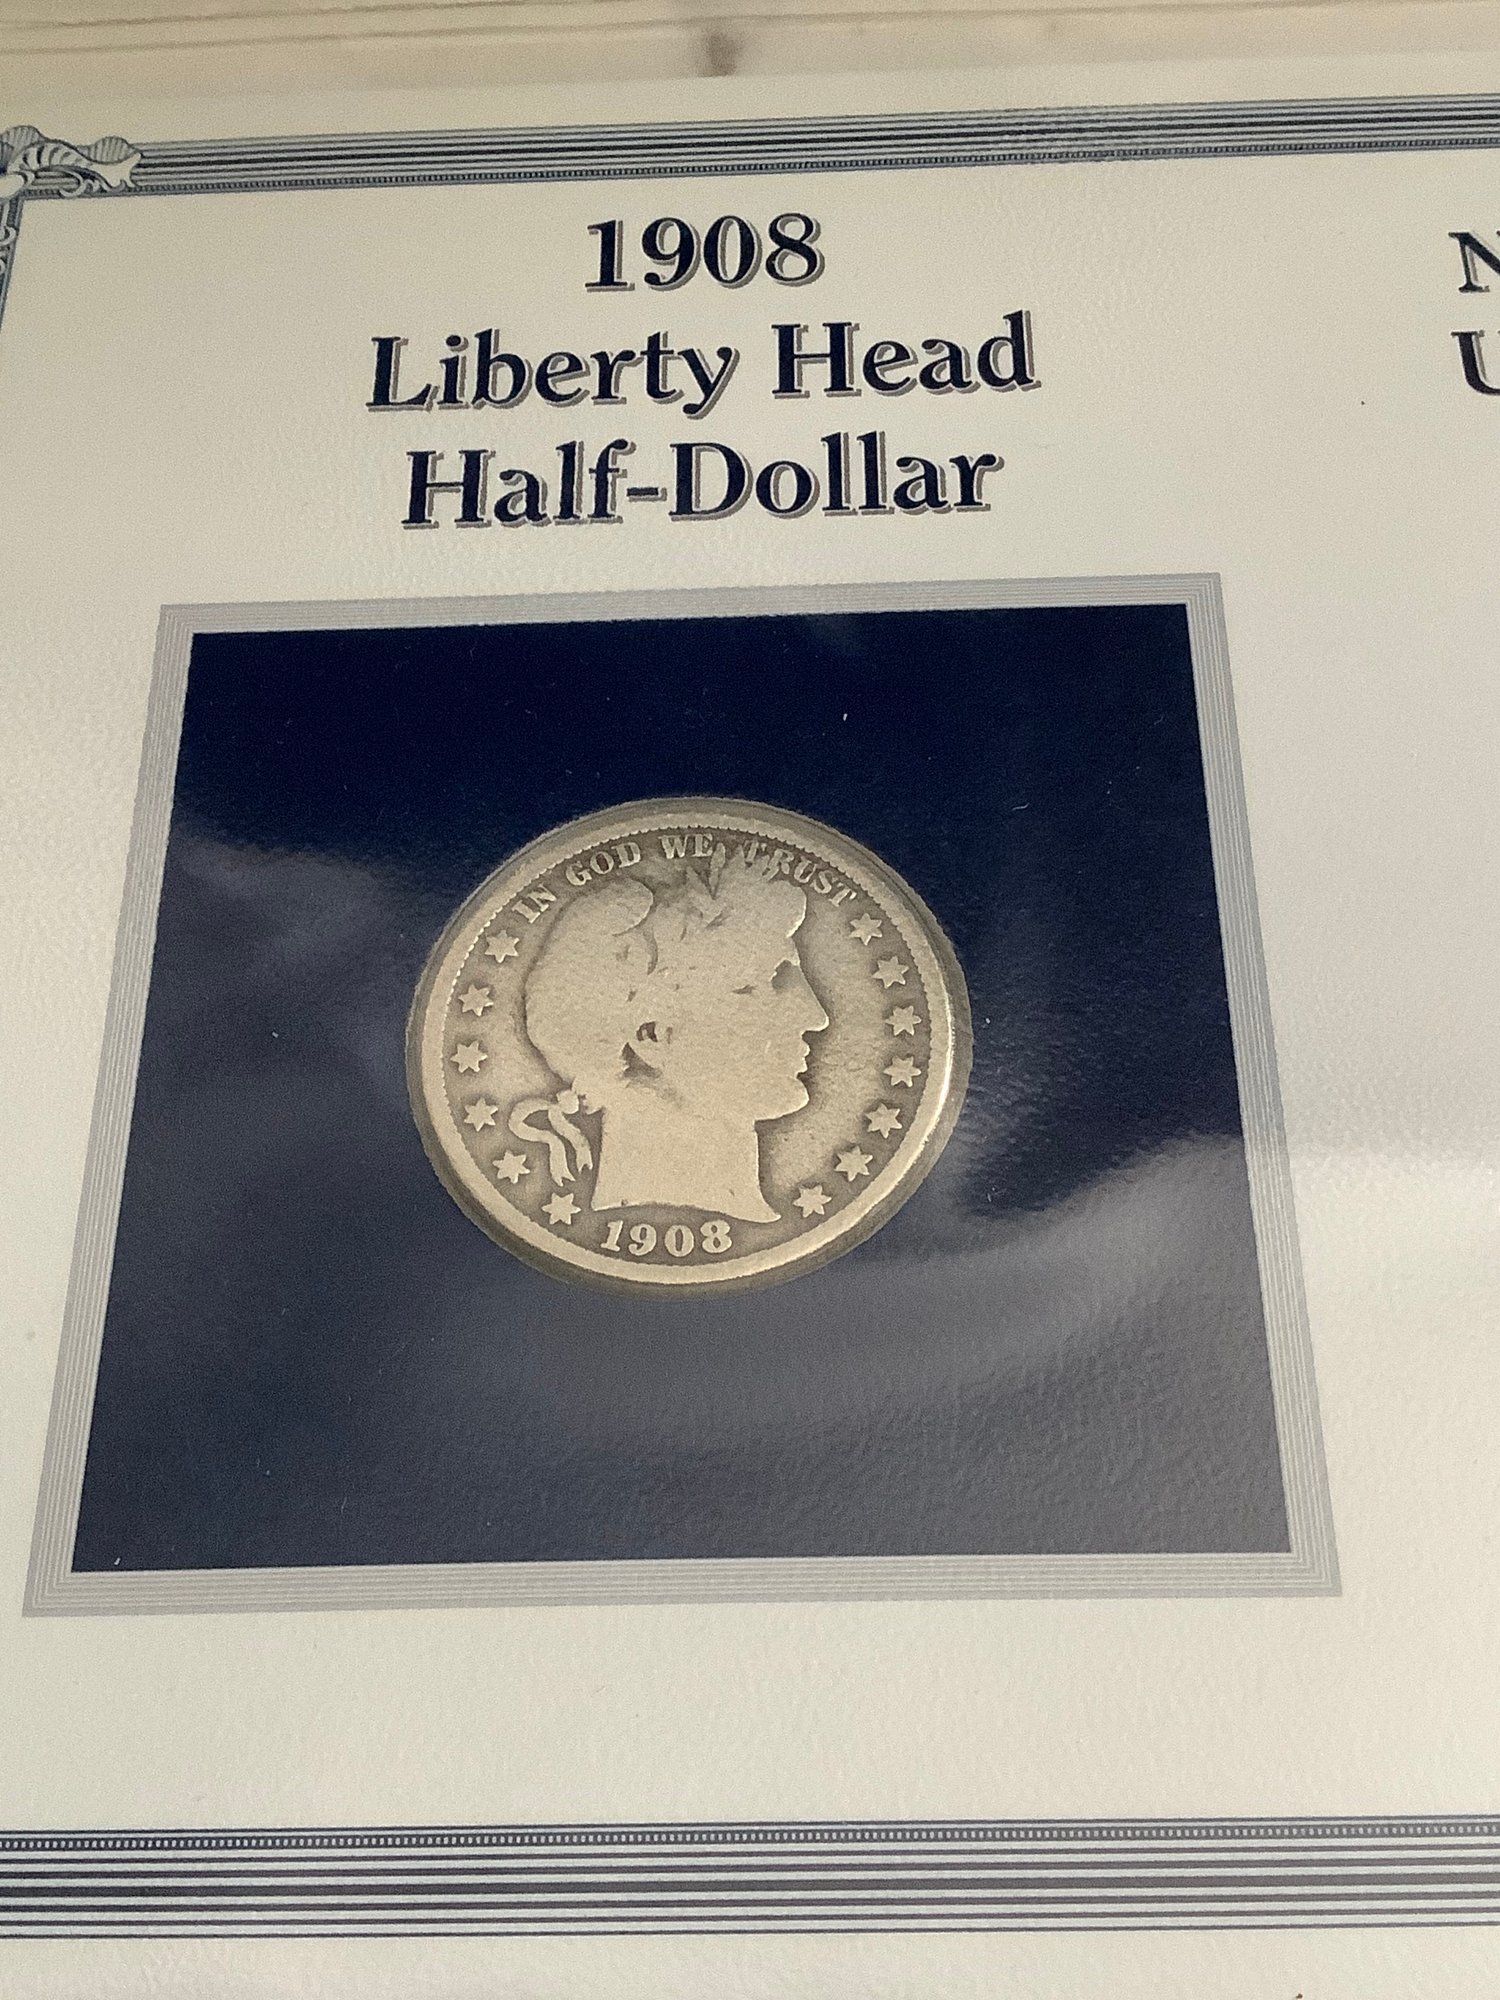 1908
Liberty Head
Half-Dollar
N
U
IN GOD WE TRUST
1908